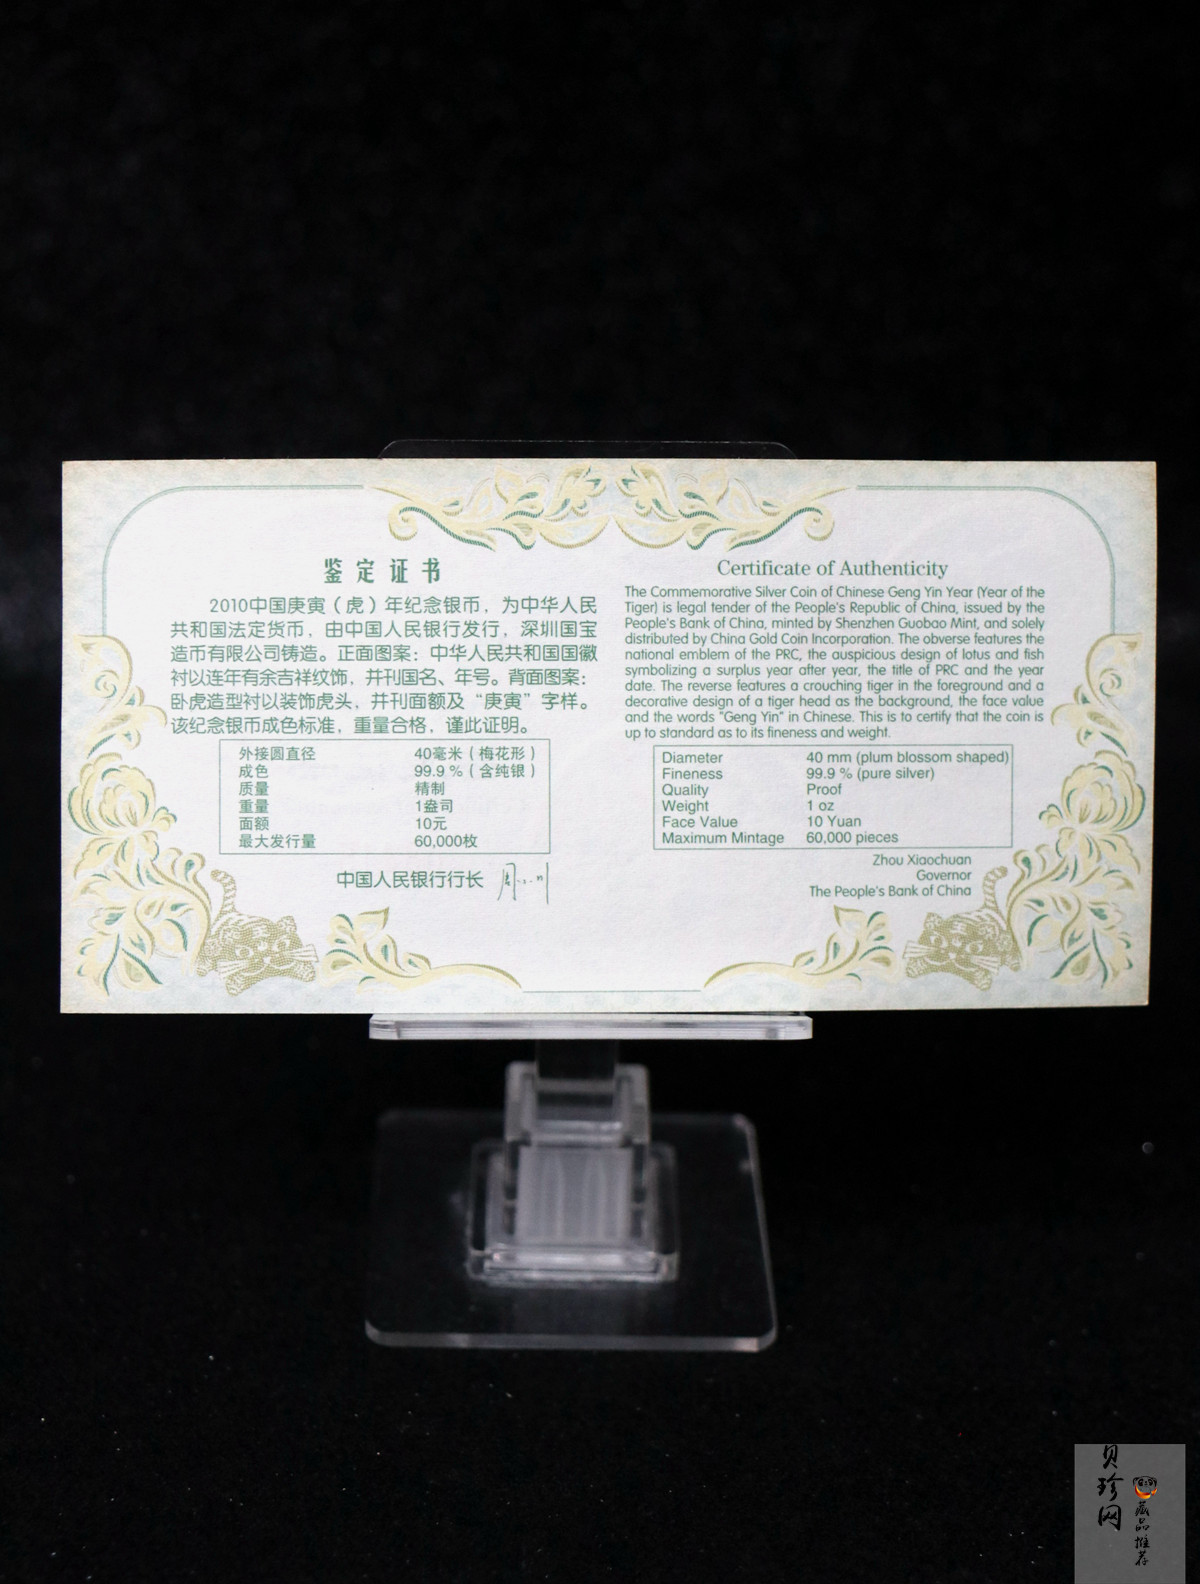 鉴定证书
2010中国庚寅（虎）年纪念银币，为中华人民
共和国法定货币，由中国人民银行发行，深圳国宝
造币有限公司铸造。正面图案：中华人民共和国国徽
衬以连年有余吉祥纹饰，并刊国名、年号。背面图案：
卧虎造型衬以装饰虎头，并刊面额及“庚寅”字样。
该纪念银币成色标准，重量合格，谨此证明。
外接圆直径 40毫米（梅花形）
成色 99.9％（含纯银）
质量 精制
重量 1盎司
面额 10元
最大发行量 60,000枚
中国人民银行行长
Certificate of Authenticity
The Commemorative Silver Coin of Chinese Geng Yin Year (Year of the
Tiger) is legal tender of the People's Republic of China, issued by the
People's Bank of China, minted by Shenzhen Guobao Mint, and solely
distributed by China Gold Coin Incorporation. The obverse features the
national emblem of the PRC, the auspicious design of lotus and fish
symbolizing a surplus year after year, the title of PRC and the year
date. The reverse features a crouching tiger in the foreground and a
decorative design of a tiger head as the background, the face value
and the words "Geng Yin" in Chinese. This is to certify that the coin is
up to standard as to its fineness and weight.
Diameter 40 mm (plum blossom shaped)
Fineness 99.9 % (pure silver)
Quality Proof
Weight 1 oz
Face Value 10 Yuan
Maximum Mintage 60,000 pieces
Zhou Xiaochuan
Governor
The People's Bank of China
王
王
贝珍网
藏品推荐